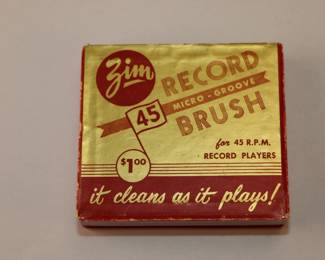 Zim
RECORD
MICRO-GROOVE
45
BRUSH
for 45 R.P.M.
RECORD PLAYERS
$1.00
it cleans as it plays!